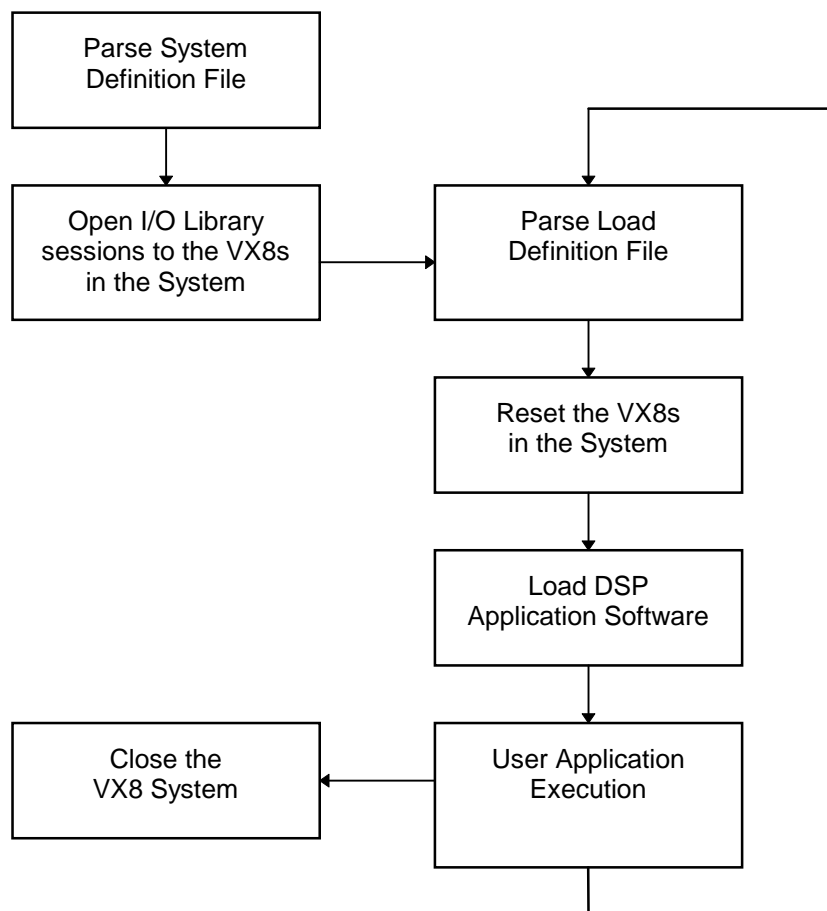 Parse System
Definition File
Open I/O Library
sessions to the VX8s
in the System
Parse Load
Definition File
Reset the VX8s
in the System
Load DSP
Application Software
User Application
Execution
Close the
VX8 System